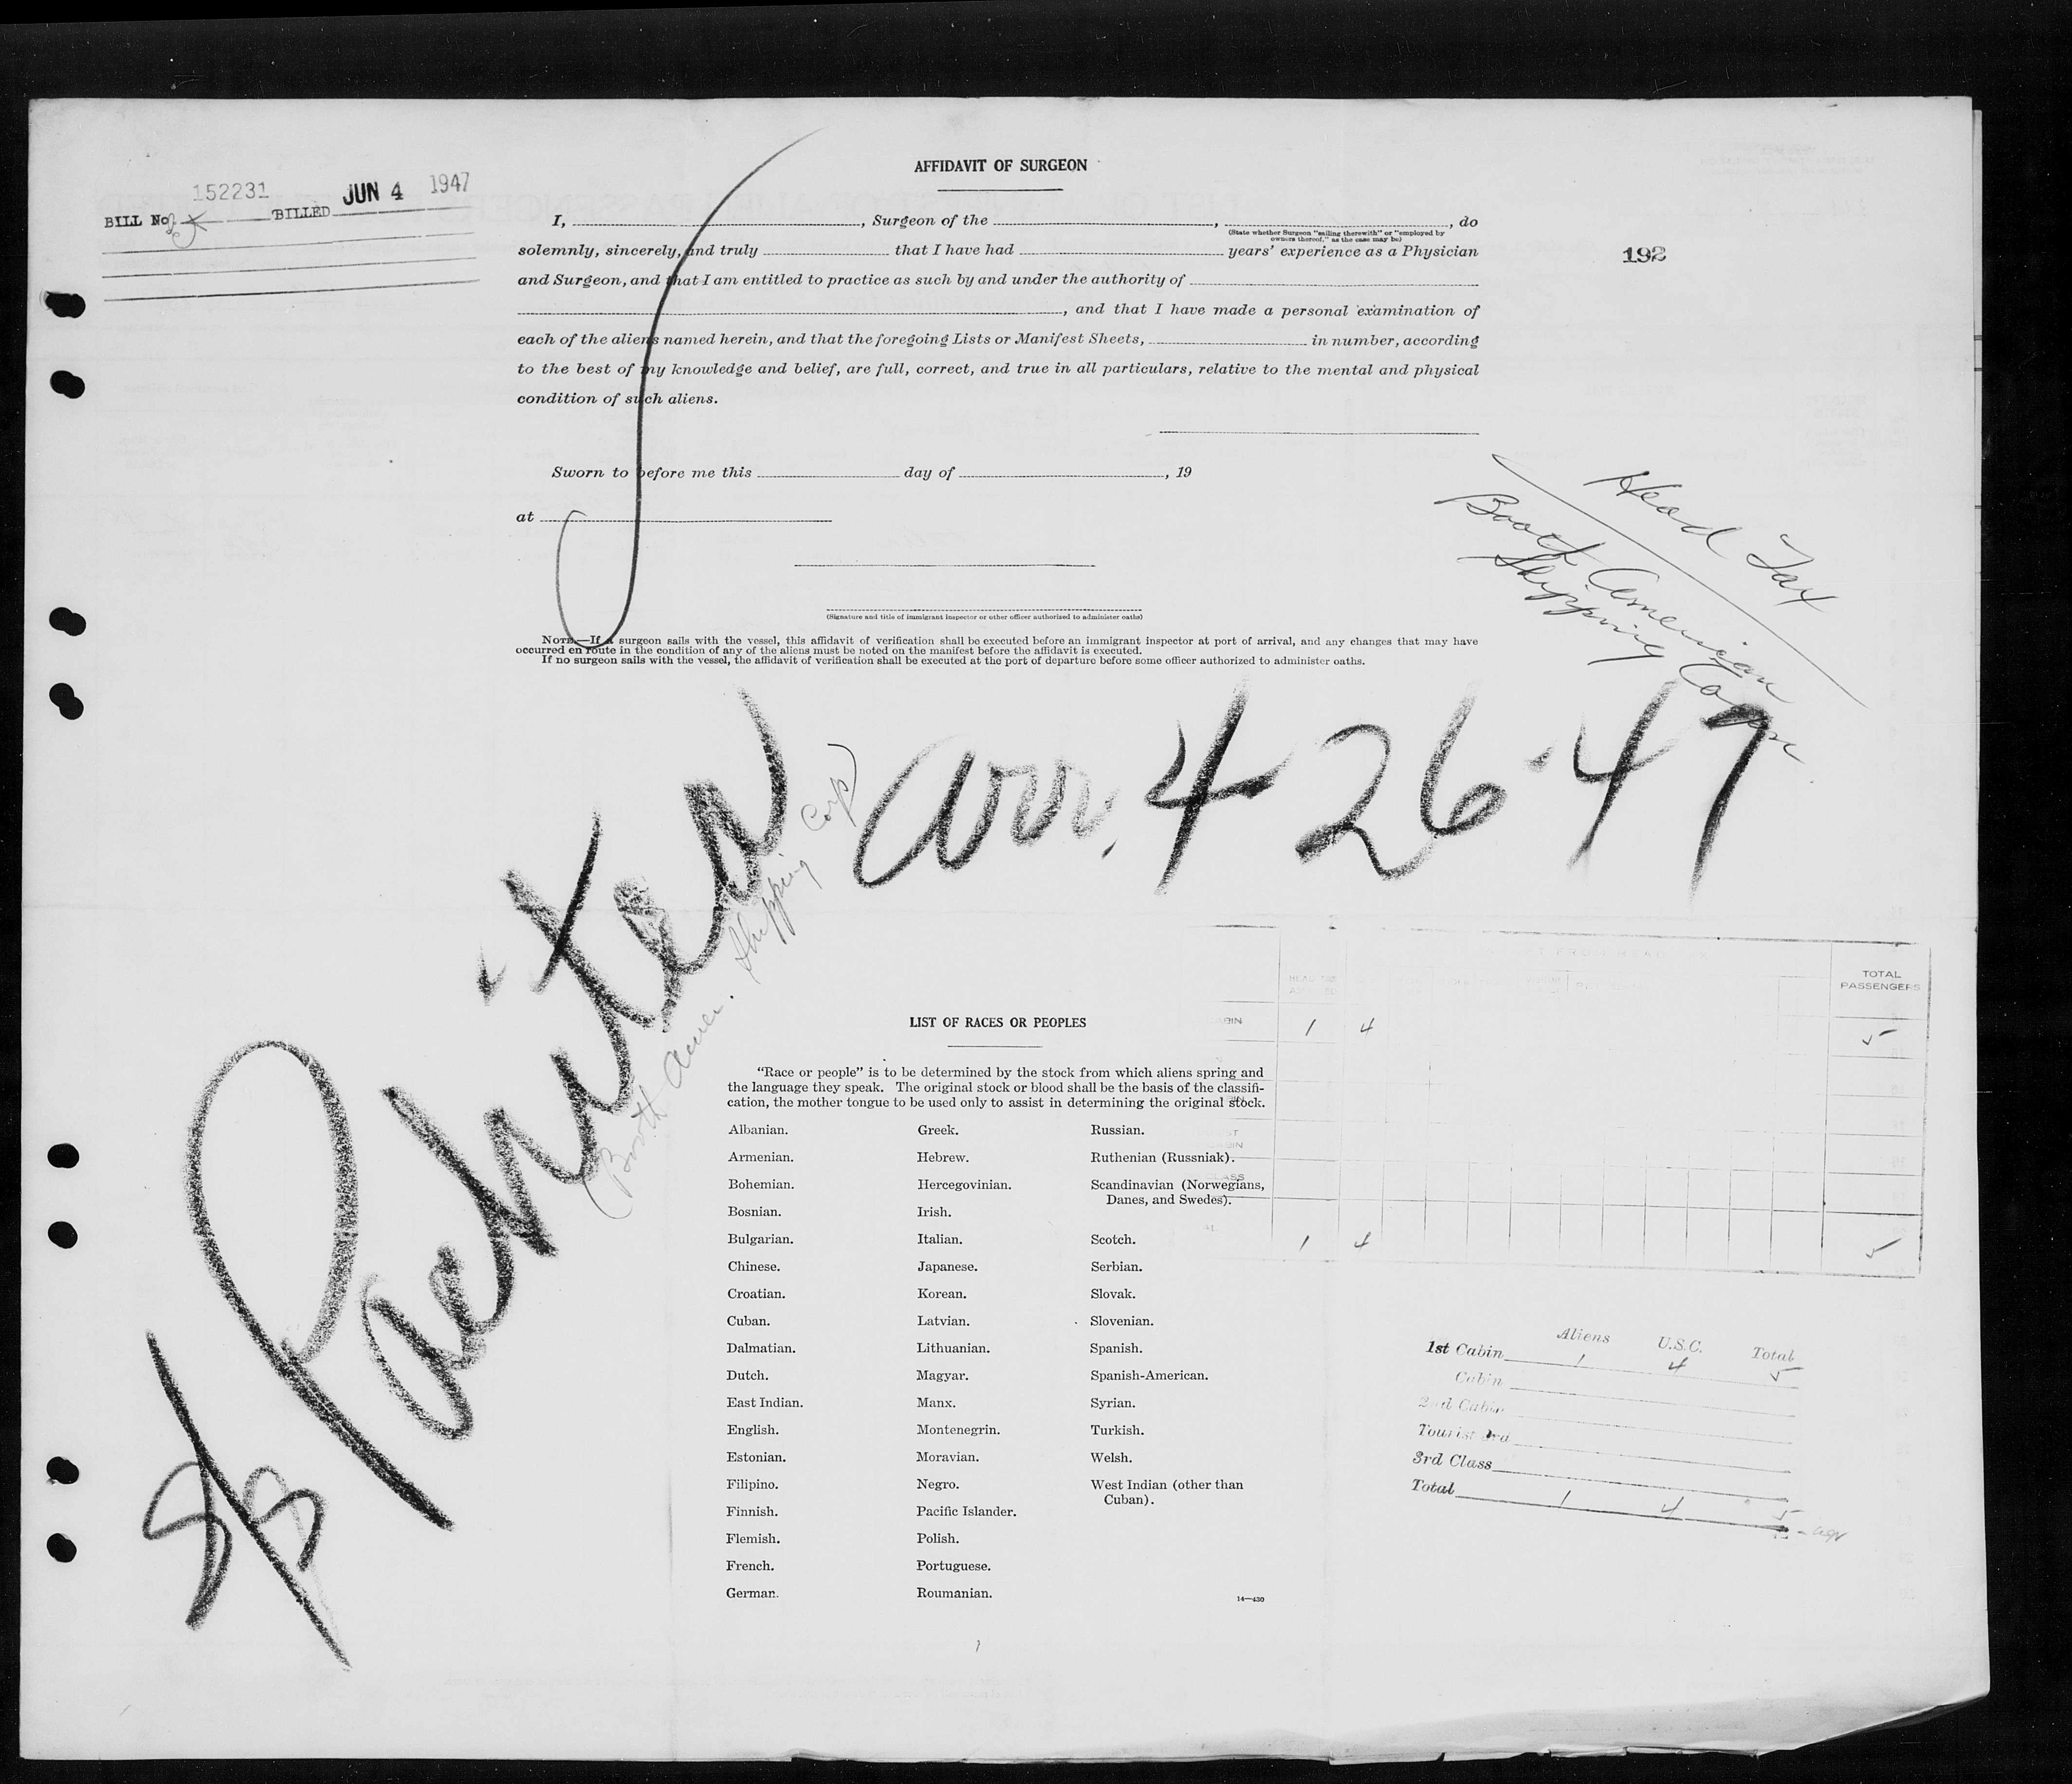 AFFIDAVIT OF SURGEON
152231 JUN 4 1947
BILL No. BILLED
192
I, , Surgeon of the , , do
(State whether Surgeon "sailing therewith" or "employed by
owners thereof," as the case may be)
solemnly, sincerely, and truly that I have had years' experience as a Physician
and Surgeon, and that I am entitled to practice as such by and under the authority of
, and that I have made a personal examination of
each of the aliens named herein, and that the foregoing Lists or Manifest Sheets, in number, according
to the best of my knowledge and belief, are full, correct, and true in all particulars, relative to the mental and physical
condition of such aliens.
Sworn to before me this day of , 19
at
(Signature and title of immigrant inspector or other officer authorized to administer oaths)
NOTE.—If a surgeon sails with the vessel, this affidavit of verification shall be executed before an immigrant inspector at port of arrival, and any changes that may have
occurred en route in the condition of any of the aliens must be noted on the manifest before the affidavit is executed.
If no surgeon sails with the vessel, the affidavit of verification shall be executed at the port of departure before some officer authorized to administer oaths.
Head Tax
Booth American
Shipping Corp
arr. 4 26 47
S/S
(Booth Amer. Shipping Corp)
TOTAL
PASSENGERS
1 4 5
1 4 5
LIST OF RACES OR PEOPLES
"Race or people" is to be determined by the stock from which aliens spring and
the language they speak. The original stock or blood shall be the basis of the classifi-
cation, the mother tongue to be used only to assist in determining the original stock.
Albanian. Greek. Russian.
Armenian. Hebrew. Ruthenian (Russniak).
Bohemian. Hercegovinian. Scandinavian (Norwegians,
Danes, and Swedes).
Bosnian. Irish.
Bulgarian. Italian. Scotch.
Chinese. Japanese. Serbian.
Croatian. Korean. Slovak.
Cuban. Latvian. Slovenian.
Dalmatian. Lithuanian. Spanish.
Dutch. Magyar. Spanish-American.
East Indian. Manx. Syrian.
English. Montenegrin. Turkish.
Estonian. Moravian. Welsh.
Filipino. Negro. West Indian (other than
Cuban).
Finnish. Pacific Islander.
Flemish. Polish.
French. Portuguese.
German. Roumanian.
14—430
Aliens U.S.C. Total
1st Cabin 1 4 5
Cabin
2nd Cabin
Tourist 3rd
3rd Class
Total 1 4 5